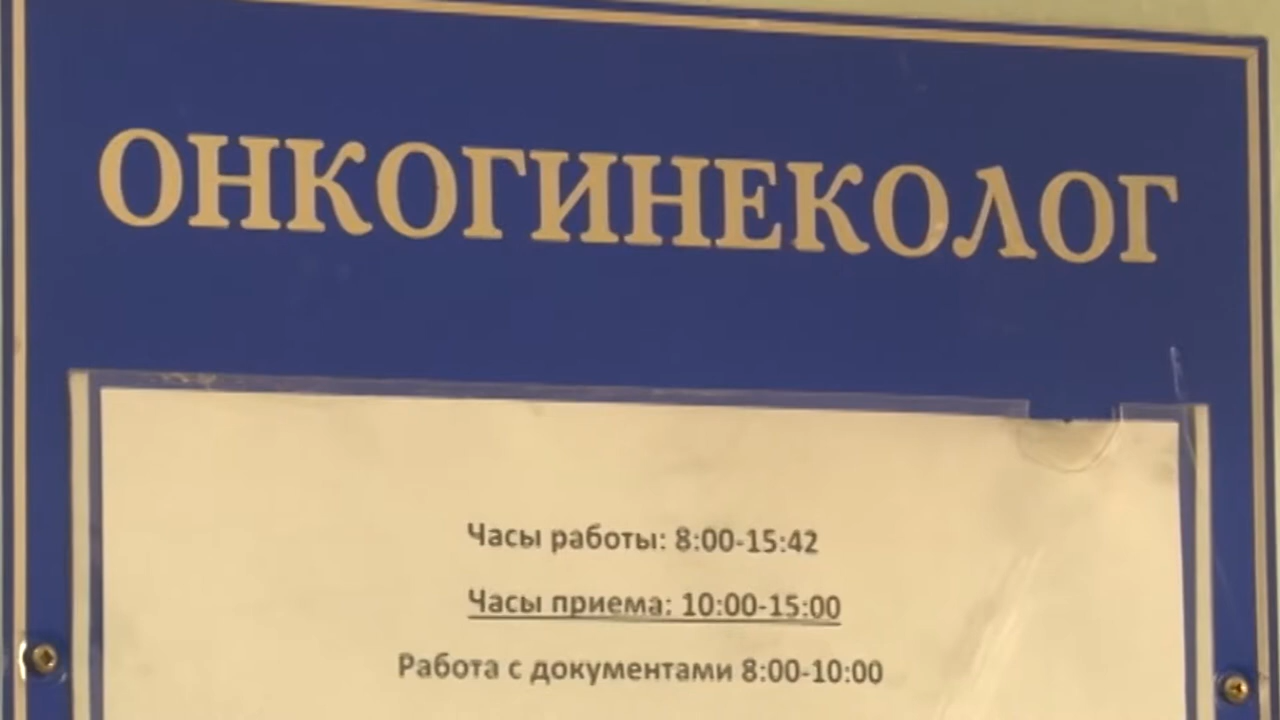 ОНКОГИНЕКОЛОГ
Часы работы: 8:00-15:42
Часы приема: 10:00-15:00
Работа с документами 8:00-10:00